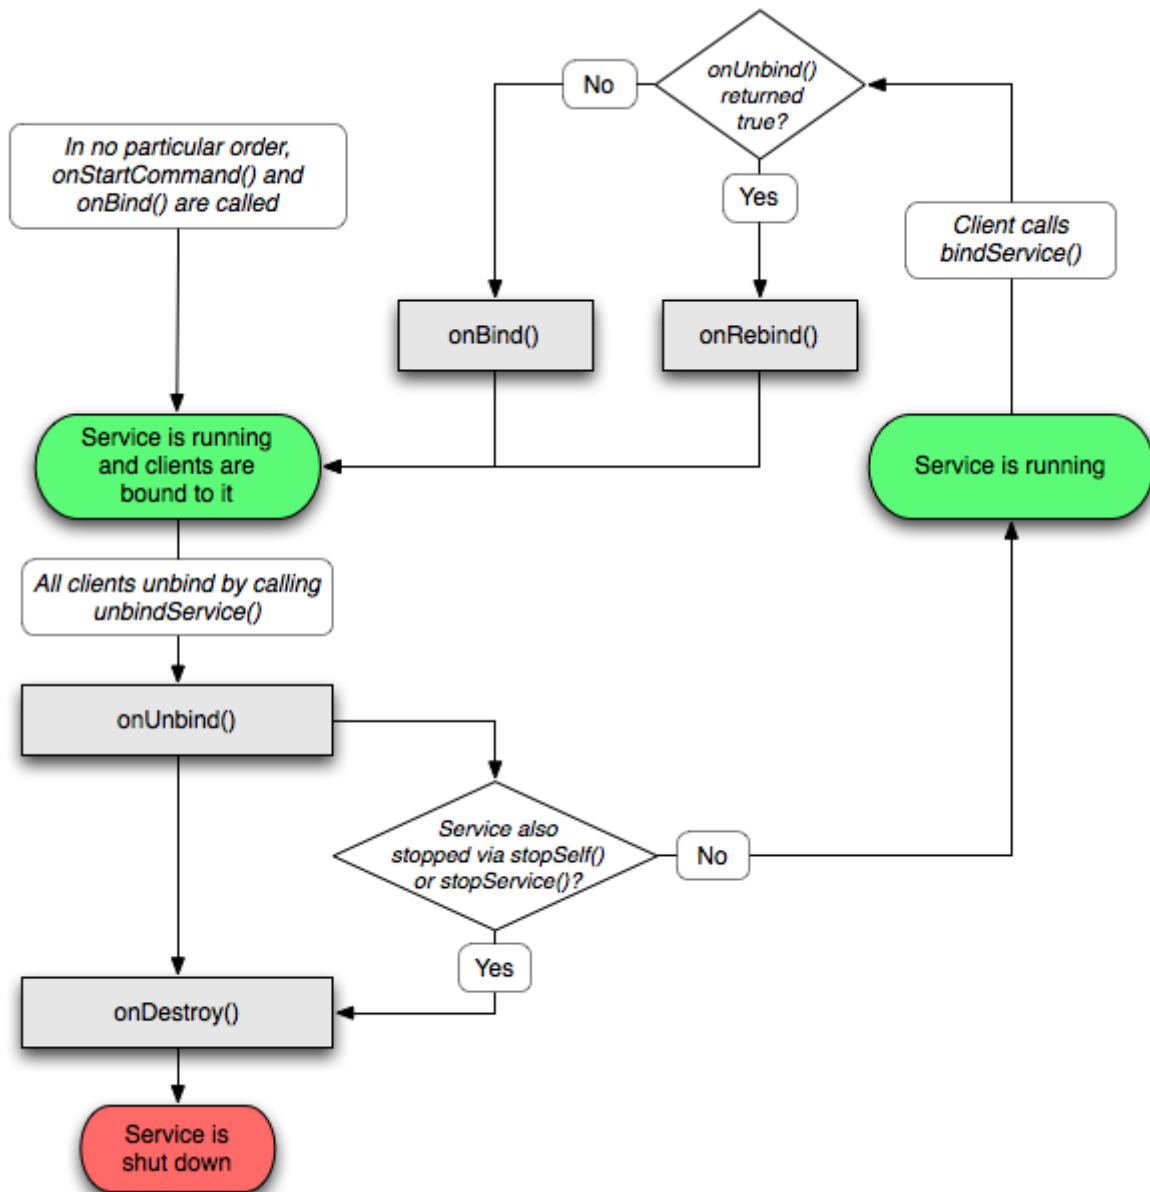 onUnbind()
returned
true?
No
Yes
In no particular order,
onStartCommand() and
onBind() are called
Client calls
bindService()
onBind()
onRebind()
Service is running
and clients are
bound to it
Service is running
All clients unbind by calling
unbindService()
onUnbind()
Service also
stopped via stopSelf()
or stopService()?
No
Yes
onDestroy()
Service is
shut down